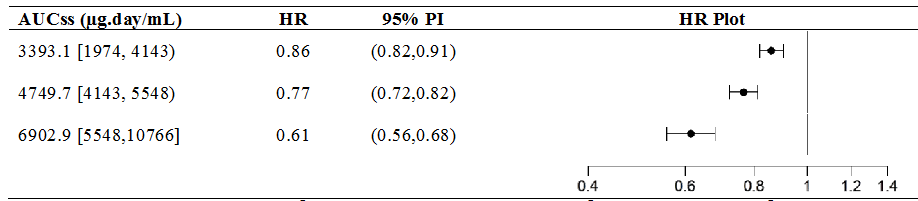 AUCss (µg.day/mL) HR 95% PI HR Plot
3393.1 [1974, 4143) 0.86 (0.82,0.91)
4749.7 [4143, 5548) 0.77 (0.72,0.82)
6902.9 [5548,10766] 0.61 (0.56,0.68)
0.4 0.6 0.8 1 1.2 1.4